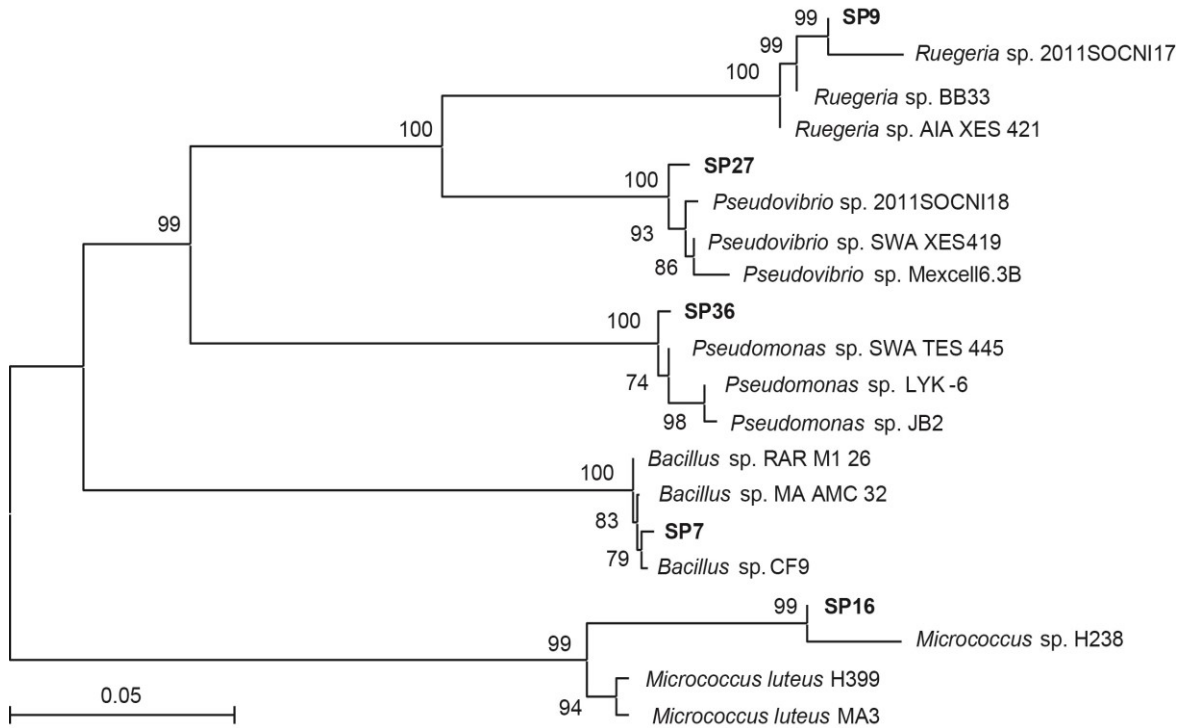 99 SP9
99 Ruegeria sp. 2011SOCNI17
100 Ruegeria sp. BB33
Ruegeria sp. AIA XES 421
100
SP27
100
Pseudovibrio sp. 2011SOCNI18
99
93 Pseudovibrio sp. SWA XES419
86 Pseudovibrio sp. Mexcell6.3B
SP36
100
Pseudomonas sp. SWA TES 445
74 Pseudomonas sp. LYK-6
98 Pseudomonas sp. JB2
Bacillus sp. RAR M1 26
100
Bacillus sp. MA AMC 32
83
SP7
79 Bacillus sp. CF9
99 SP16
99 Micrococcus sp. H238
Micrococcus luteus H399
0.05
94 Micrococcus luteus MA3